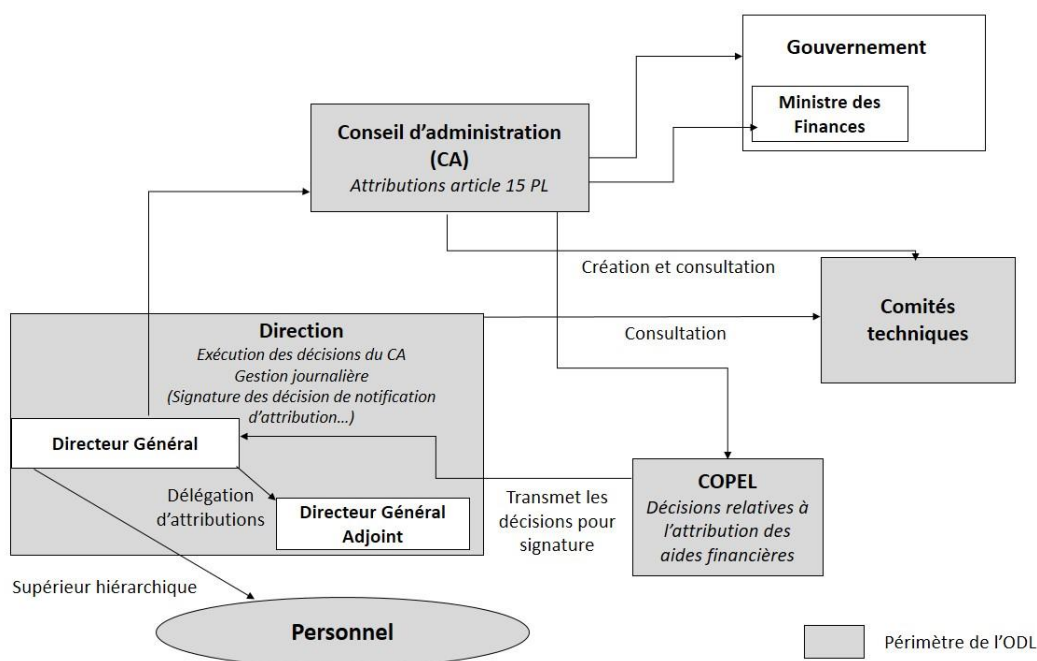 Gouvernement
Ministre des
Finances
Conseil d'administration
(CA)
Attributions article 15 PL
Création et consultation
Comités
techniques
Direction
Exécution des décisions du CA
Gestion journalière
(Signature des décision de notification
d'attribution...)
Consultation
Directeur Général
Délégation
d'attributions
Directeur Général
Adjoint
Transmet les
décisions pour
signature
COPEL
Décisions relatives à
l'attribution des
aides financières
Supérieur hiérarchique
Personnel
Périmètre de l'ODL